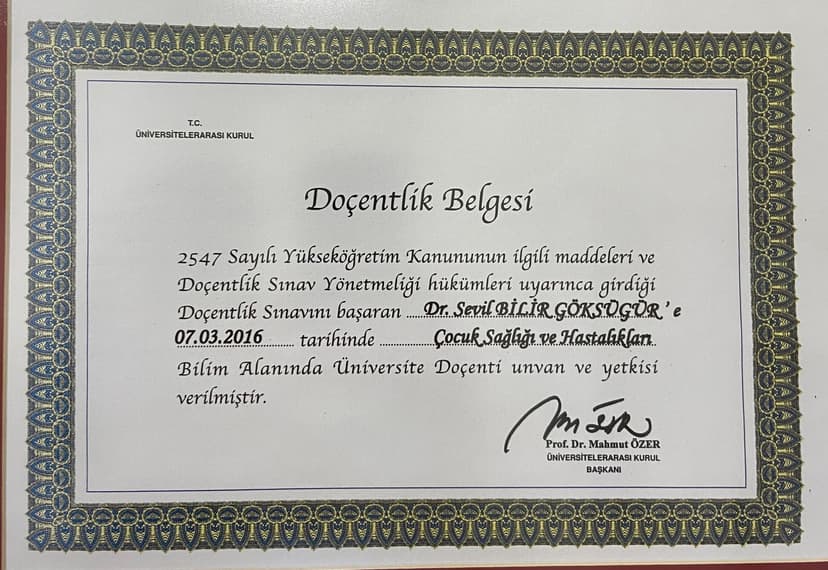 T.C.
ÜNİVERSİTELERARASI KURUL
Doçentlik Belgesi
2547 Sayılı Yükseköğretim Kanununun ilgili maddeleri ve
Doçentlik Sınav Yönetmeliği hükümleri uyarınca girdiği
Doçentlik Sınavını başaran ......Dr. Sevil BİLİR GÖKSÜGÜR'e
07.03.2016 ...... tarihinde ............Çocuk Sağlığı ve Hastalıkları
Bilim Alanında Üniversite Doçenti unvan ve yetkisi
verilmiştir.
Prof. Dr. Mahmut ÖZER
ÜNİVERSİTELERARASI KURUL
BAŞKANI